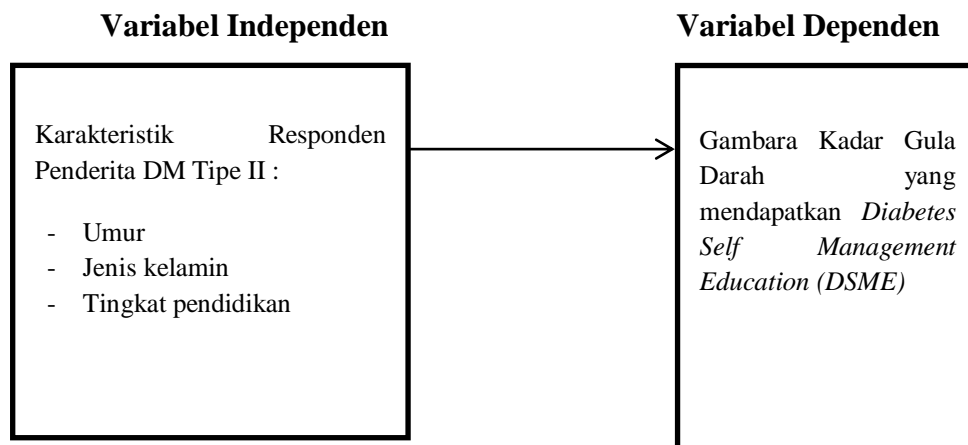 Variabel Independen
Karakteristik Responden
Penderita DM Tipe II :
- Umur
- Jenis kelamin
- Tingkat pendidikan
Variabel Dependen
Gambara Kadar Gula
Darah yang
mendapatkan Diabetes
Self Management
Education (DSME)